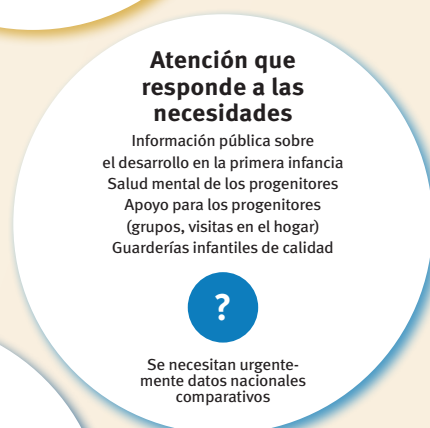 Atención que
responde a las
necesidades
Información pública sobre
el desarrollo en la primera infancia
Salud mental de los progenitores
Apoyo para los progenitores
(grupos, visitas en el hogar)
Guarderías infantiles de calidad
?
Se necesitan urgente-
mente datos nacionales
comparativos